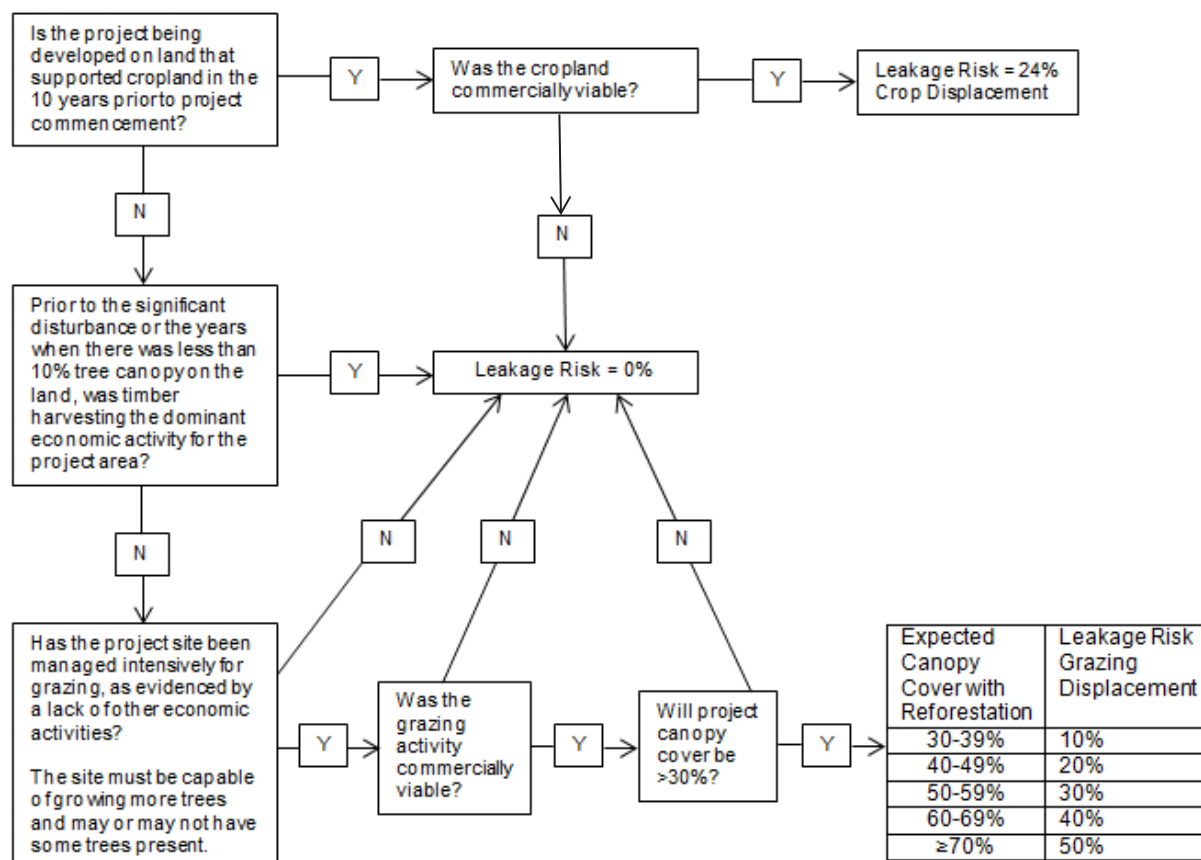 Is the project being
developed on land that
supported cropland in the
10 years prior to project
commencement?
Y
Was the cropland
commercially viable?
Y
Leakage Risk = 24%
Crop Displacement
N
N
Prior to the significant
disturbance or the years
when there was less than
10% tree canopy on the
land, was timber
harvesting the dominant
economic activity for the
project area?
Y
Leakage Risk = 0%
N
N
N
N
Has the project site been
managed intensively for
grazing, as evidenced by
a lack of other economic
activities?
The site must be capable
of growing more trees
and may or may not have
some trees present.
Y
Was the
grazing
activity
commercially
viable?
Y
Will project
canopy
cover be
>30%?
Y
Expected
Canopy
Cover with
Reforestation
Leakage Risk
Grazing
Displacement
30-39% 10%
40-49% 20%
50-59% 30%
60-69% 40%
≥70% 50%